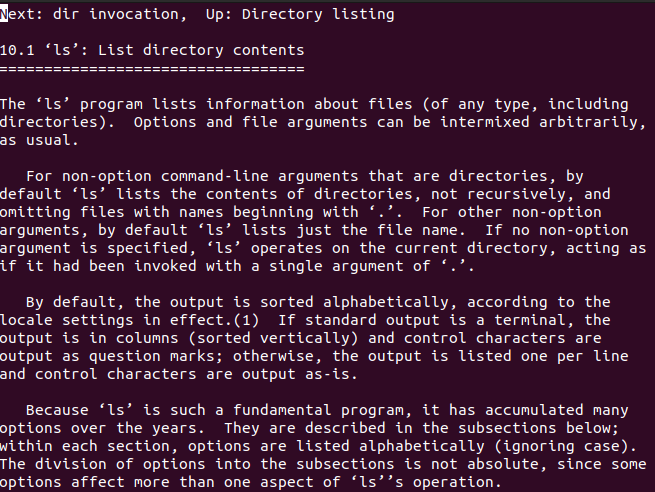 Next: dir invocation,  Up: Directory listing

10.1 ‘ls’: List directory contents
==================================

The ‘ls’ program lists information about files (of any type, including
directories).  Options and file arguments can be intermixed arbitrarily,
as usual.

   For non-option command-line arguments that are directories, by
default ‘ls’ lists the contents of directories, not recursively, and
omitting files with names beginning with ‘.’.  For other non-option
arguments, by default ‘ls’ lists just the file name.  If no non-option
argument is specified, ‘ls’ operates on the current directory, acting as
if it had been invoked with a single argument of ‘.’.

   By default, the output is sorted alphabetically, according to the
locale settings in effect.(1)  If standard output is a terminal, the
output is in columns (sorted vertically) and control characters are
output as question marks; otherwise, the output is listed one per line
and control characters are output as-is.

   Because ‘ls’ is such a fundamental program, it has accumulated many
options over the years.  They are described in the subsections below;
within each section, options are listed alphabetically (ignoring case).
The division of options into the subsections is not absolute, since some
options affect more than one aspect of ‘ls’’s operation.